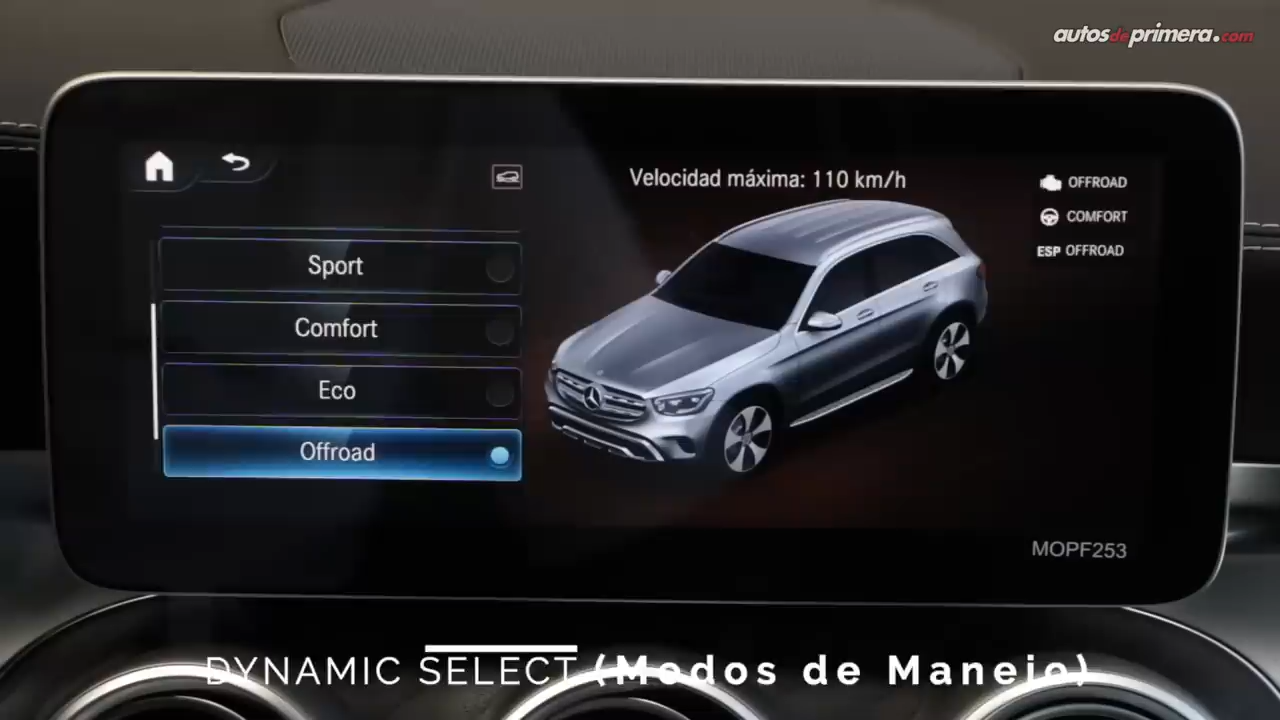 autosdeprimera.com
Velocidad máxima: 110 km/h
OFFROAD
COMFORT
ESP OFFROAD
Sport
Comfort
Eco
Offroad
MOPF253
DYNAMIC SELECT (Modos de Manejo)